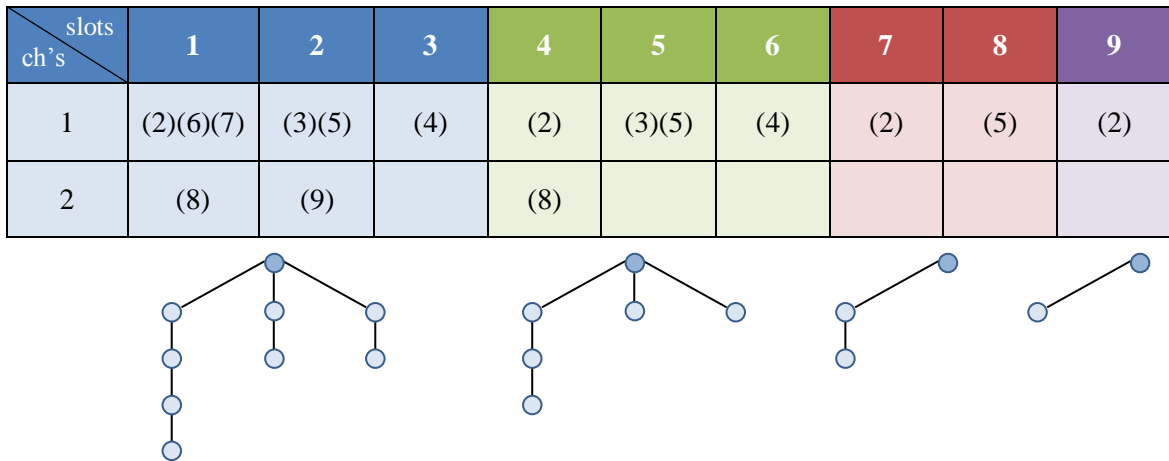 slots
ch's 1 2 3 4 5 6 7 8 9
1 (2)(6)(7) (3)(5) (4) (2) (3)(5) (4) (2) (5) (2)
2 (8) (9) (8)